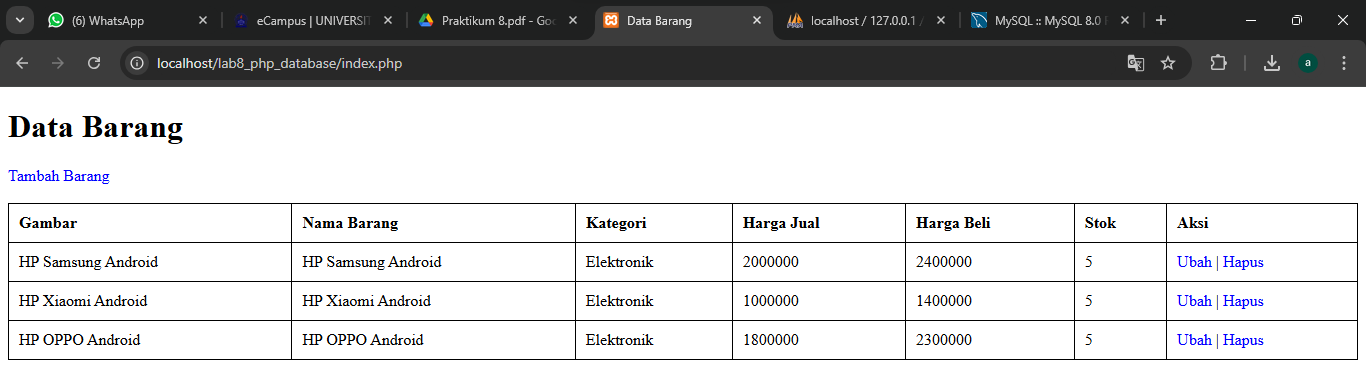 (6) WhatsApp
eCampus | UNIVERSIT
Praktikum 8.pdf - Goo
Data Barang
localhost / 127.0.0.1 /
MySQL :: MySQL 8.0
localhost/lab8_php_database/index.php
a
Data Barang
Tambah Barang
Gambar Nama Barang Kategori Harga Jual Harga Beli Stok Aksi
HP Samsung Android HP Samsung Android Elektronik 2000000 2400000 5 Ubah | Hapus
HP Xiaomi Android HP Xiaomi Android Elektronik 1000000 1400000 5 Ubah | Hapus
HP OPPO Android HP OPPO Android Elektronik 1800000 2300000 5 Ubah | Hapus